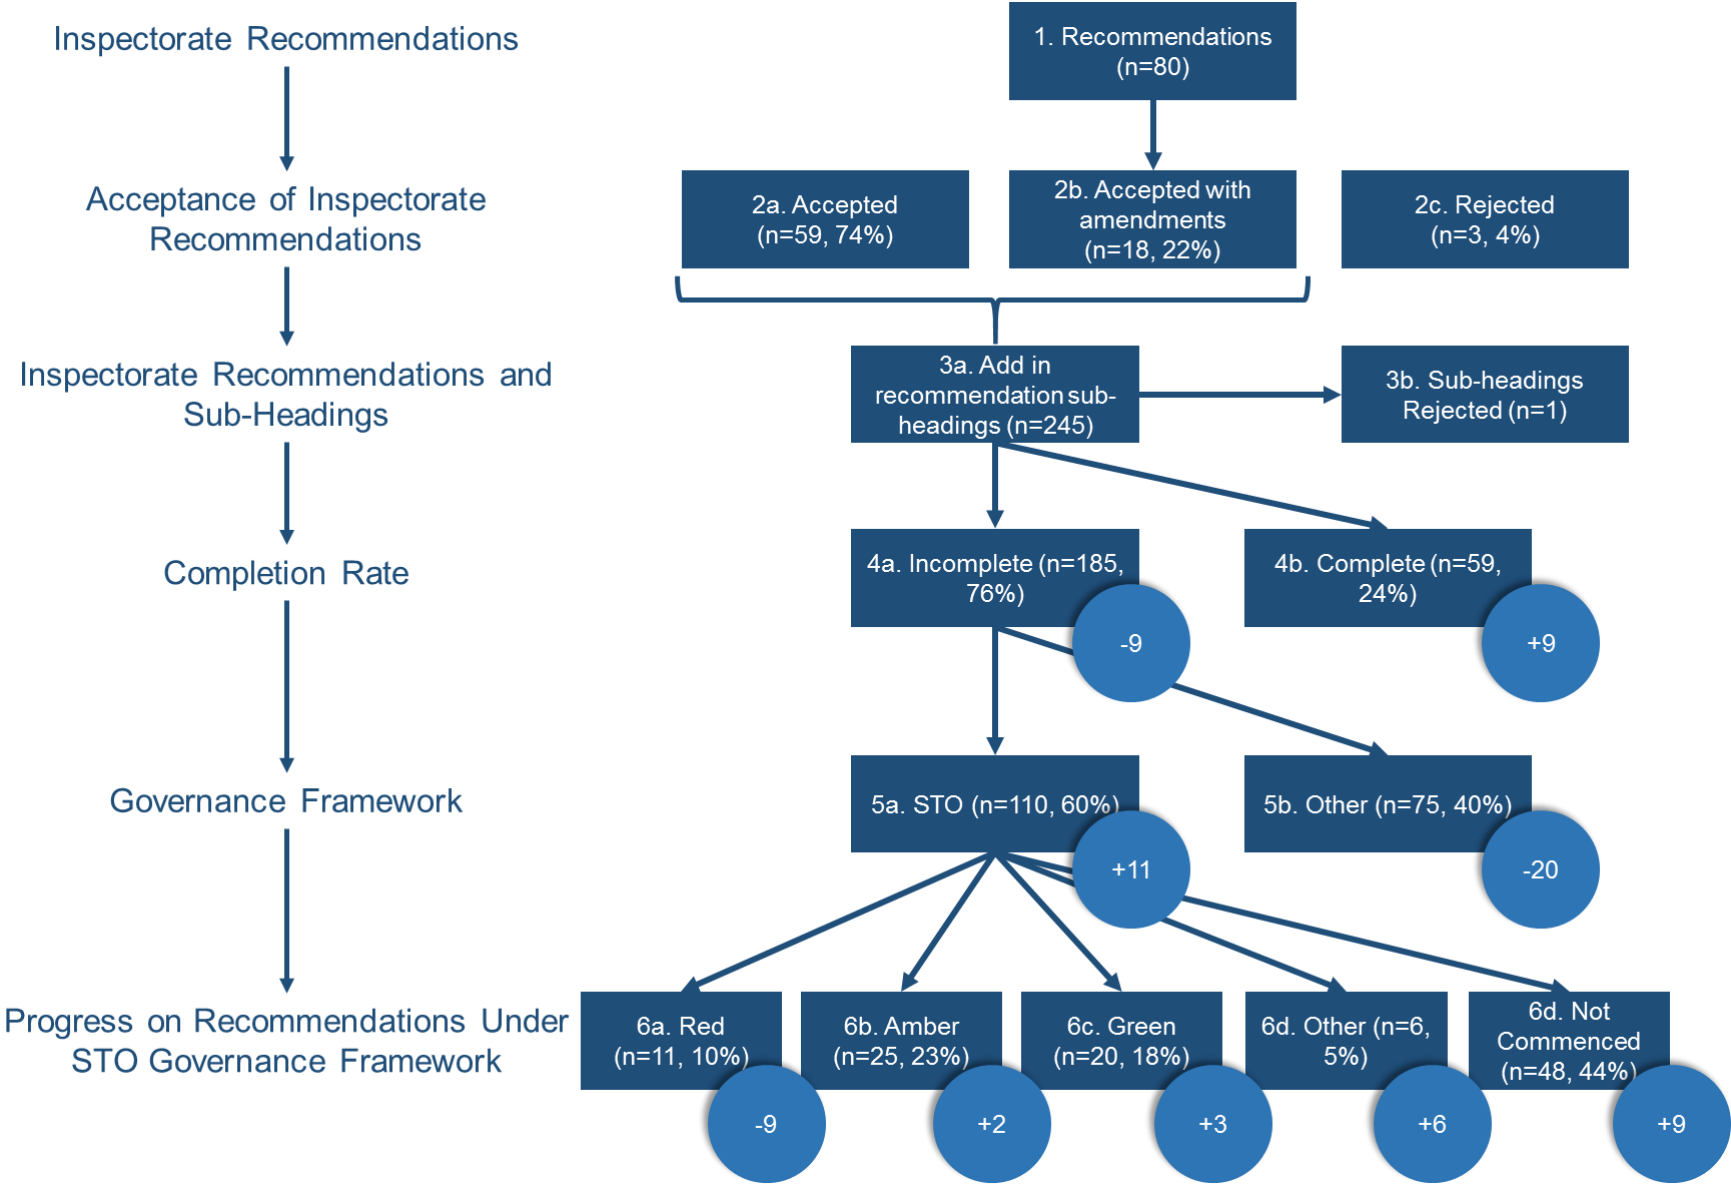 Inspectorate Recommendations
1. Recommendations
(n=80)
Acceptance of Inspectorate
Recommendations
2a. Accepted
(n=59, 74%)
2b. Accepted with
amendments
(n=18, 22%)
2c. Rejected
(n=3, 4%)
Inspectorate Recommendations and
Sub-Headings
3a. Add in
recommendation sub-
headings (n=245)
3b. Sub-headings
Rejected (n=1)
Completion Rate
4a. Incomplete (n=185,
76%)
-9
4b. Complete (n=59,
24%)
+9
Governance Framework
5a. STO (n=110, 60%)
+11
5b. Other (n=75, 40%)
-20
Progress on Recommendations Under
STO Governance Framework
6a. Red
(n=11, 10%)
-9
6b. Amber
(n=25, 23%)
+2
6c. Green
(n=20, 18%)
+3
6d. Other (n=6,
5%)
+6
6d. Not
Commenced
(n=48, 44%)
+9